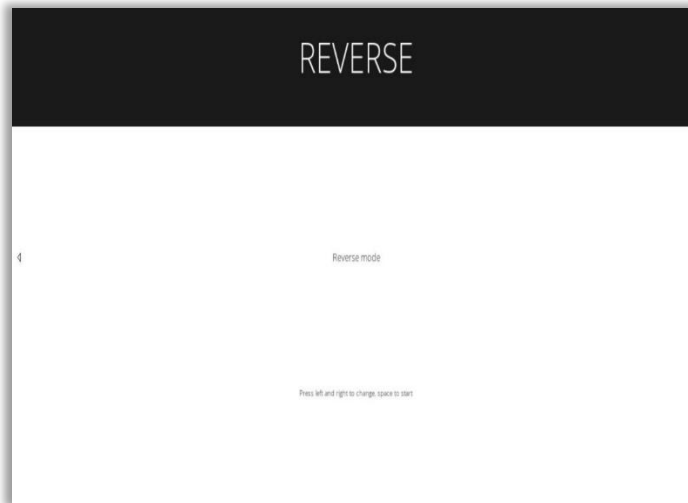 REVERSE
Reverse mode
Press left and right to change, space to start